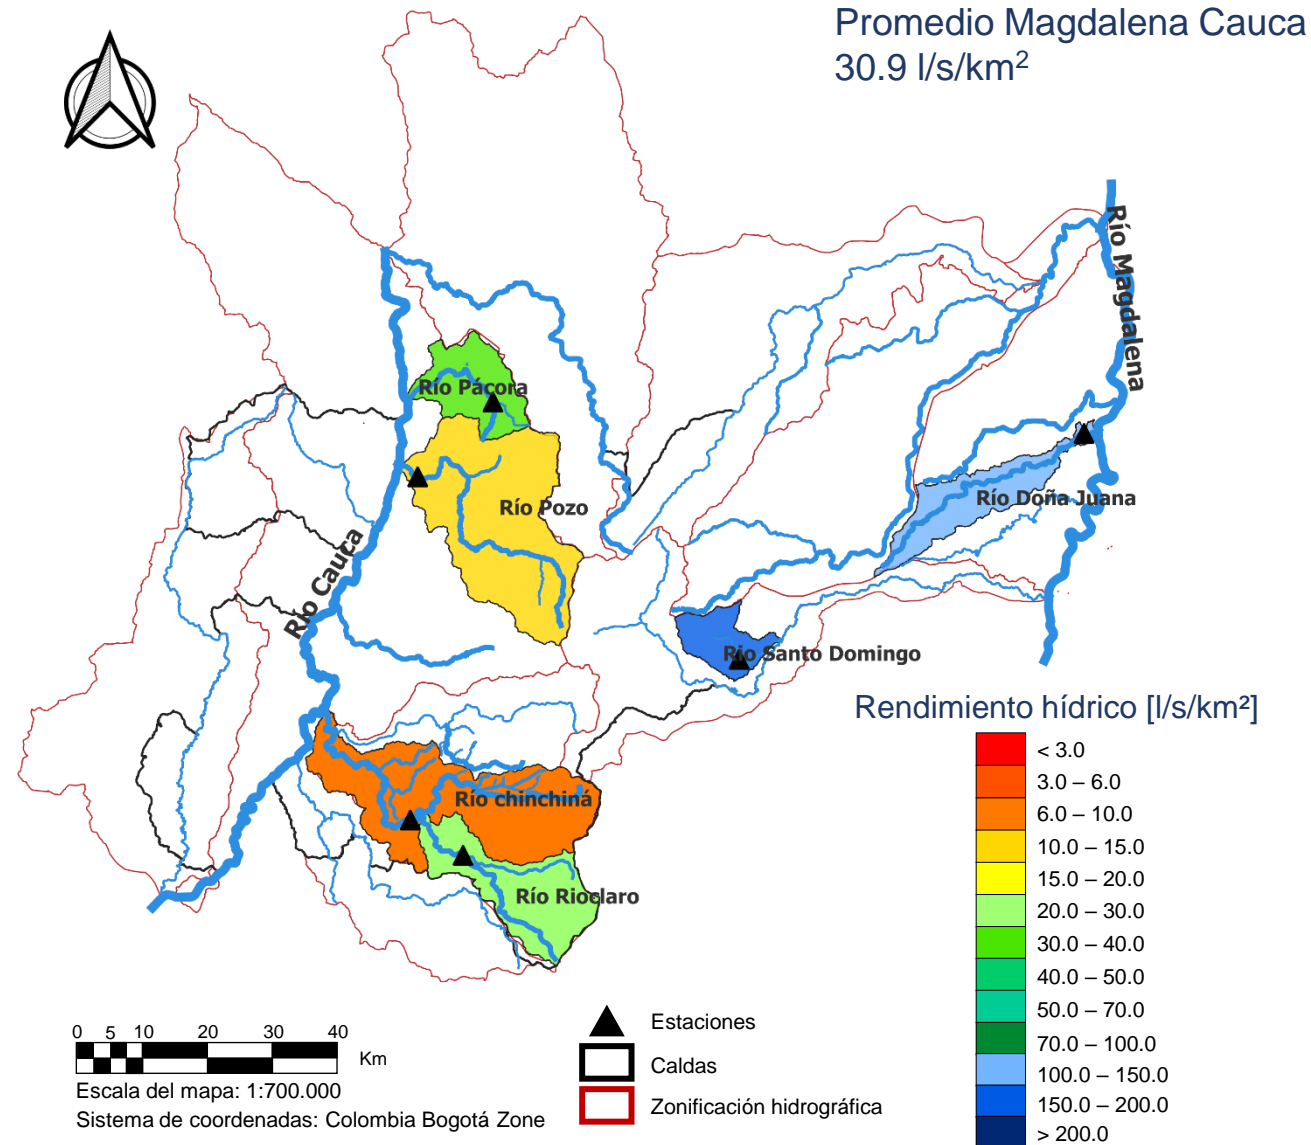 Promedio Magdalena Cauca
30.9 l/s/km²
Río Magdalena
Río Pácora
Río Pozo
Río Doña Juana
Río Cauca
Río Santo Domingo
Río chinchiná
Río Rioclaro
Rendimiento hídrico [l/s/km²]
< 3.0
3.0 – 6.0
6.0 – 10.0
10.0 – 15.0
15.0 – 20.0
20.0 – 30.0
30.0 – 40.0
40.0 – 50.0
50.0 – 70.0
70.0 – 100.0
100.0 – 150.0
150.0 – 200.0
> 200.0
0 5 10 20 30 40
Km
Escala del mapa: 1:700.000
Sistema de coordenadas: Colombia Bogotá Zone
Estaciones
Caldas
Zonificación hidrográfica